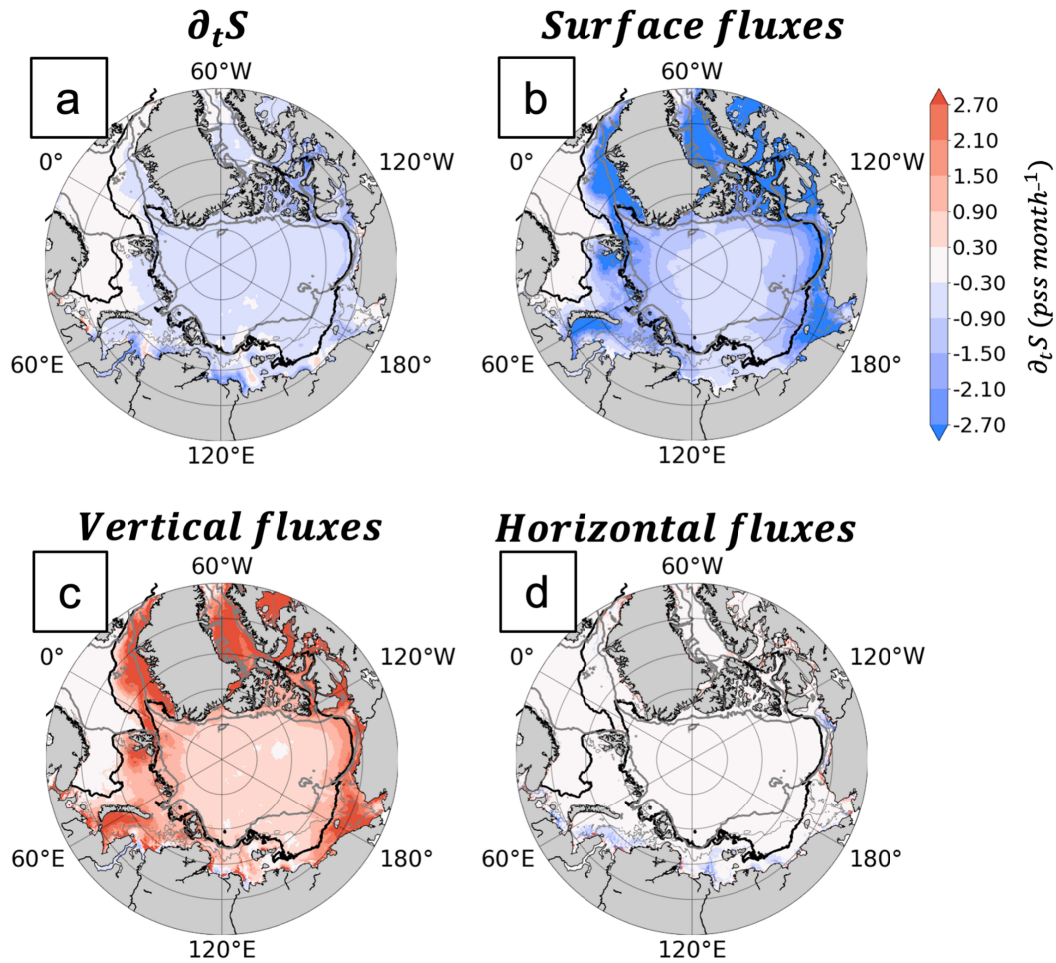 ∂ₜS
Surface fluxes
a
60°W
0°
120°W
60°E
180°
120°E
b
60°W
0°
120°W
60°E
180°
120°E
2.70
2.10
1.50
0.90
0.30
-0.30
-0.90
-1.50
-2.10
-2.70
∂ₜS (pss month⁻¹)
Vertical fluxes
Horizontal fluxes
c
60°W
0°
120°W
60°E
180°
120°E
d
60°W
0°
120°W
60°E
180°
120°E